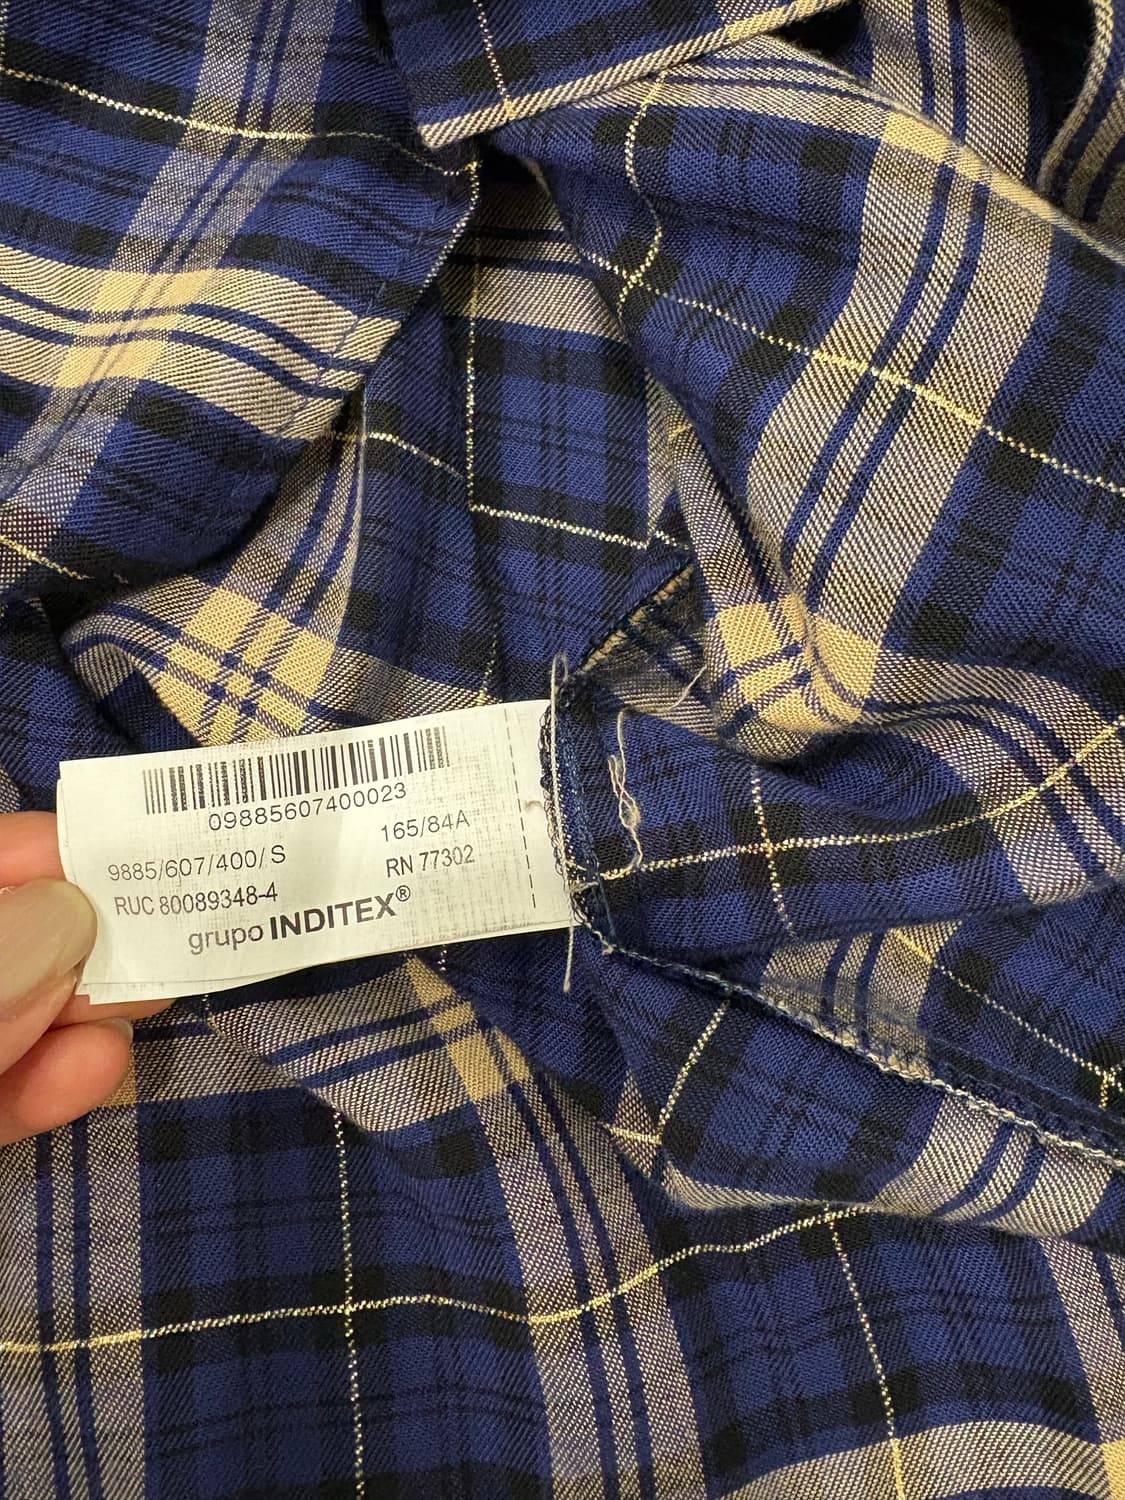 09885607400023
165/84A
9885/607/400/ S
RN 77302
RUC 80089348-4
grupo INDITEX®